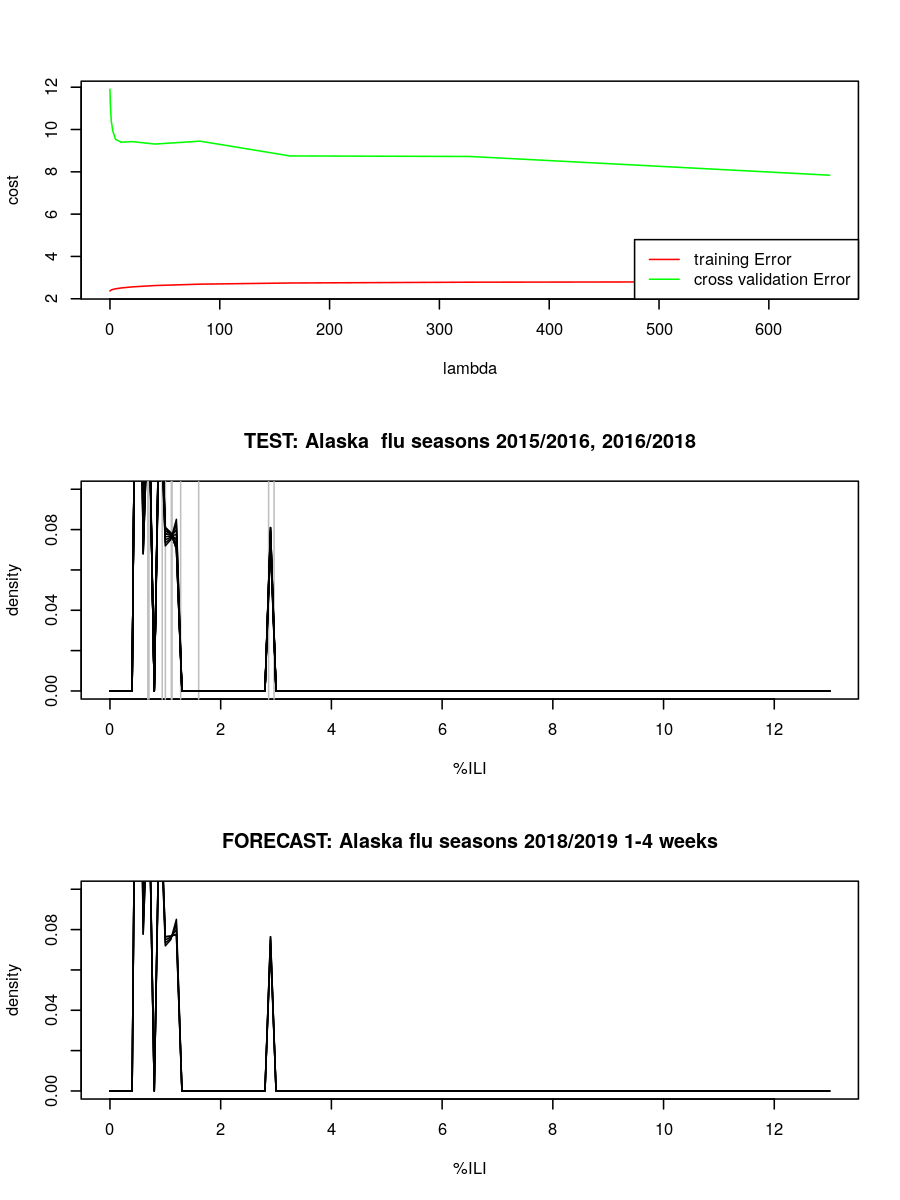 12
10
8
6
4
2
cost
training Error
cross validation Error
0 100 200 300 400 500 600
lambda
TEST: Alaska  flu seasons 2015/2016, 2016/2018
0.08
0.04
0.00
density
0 2 4 6 8 10 12
%ILI
FORECAST: Alaska flu seasons 2018/2019 1-4 weeks
0.08
0.04
0.00
density
0 2 4 6 8 10 12
%ILI